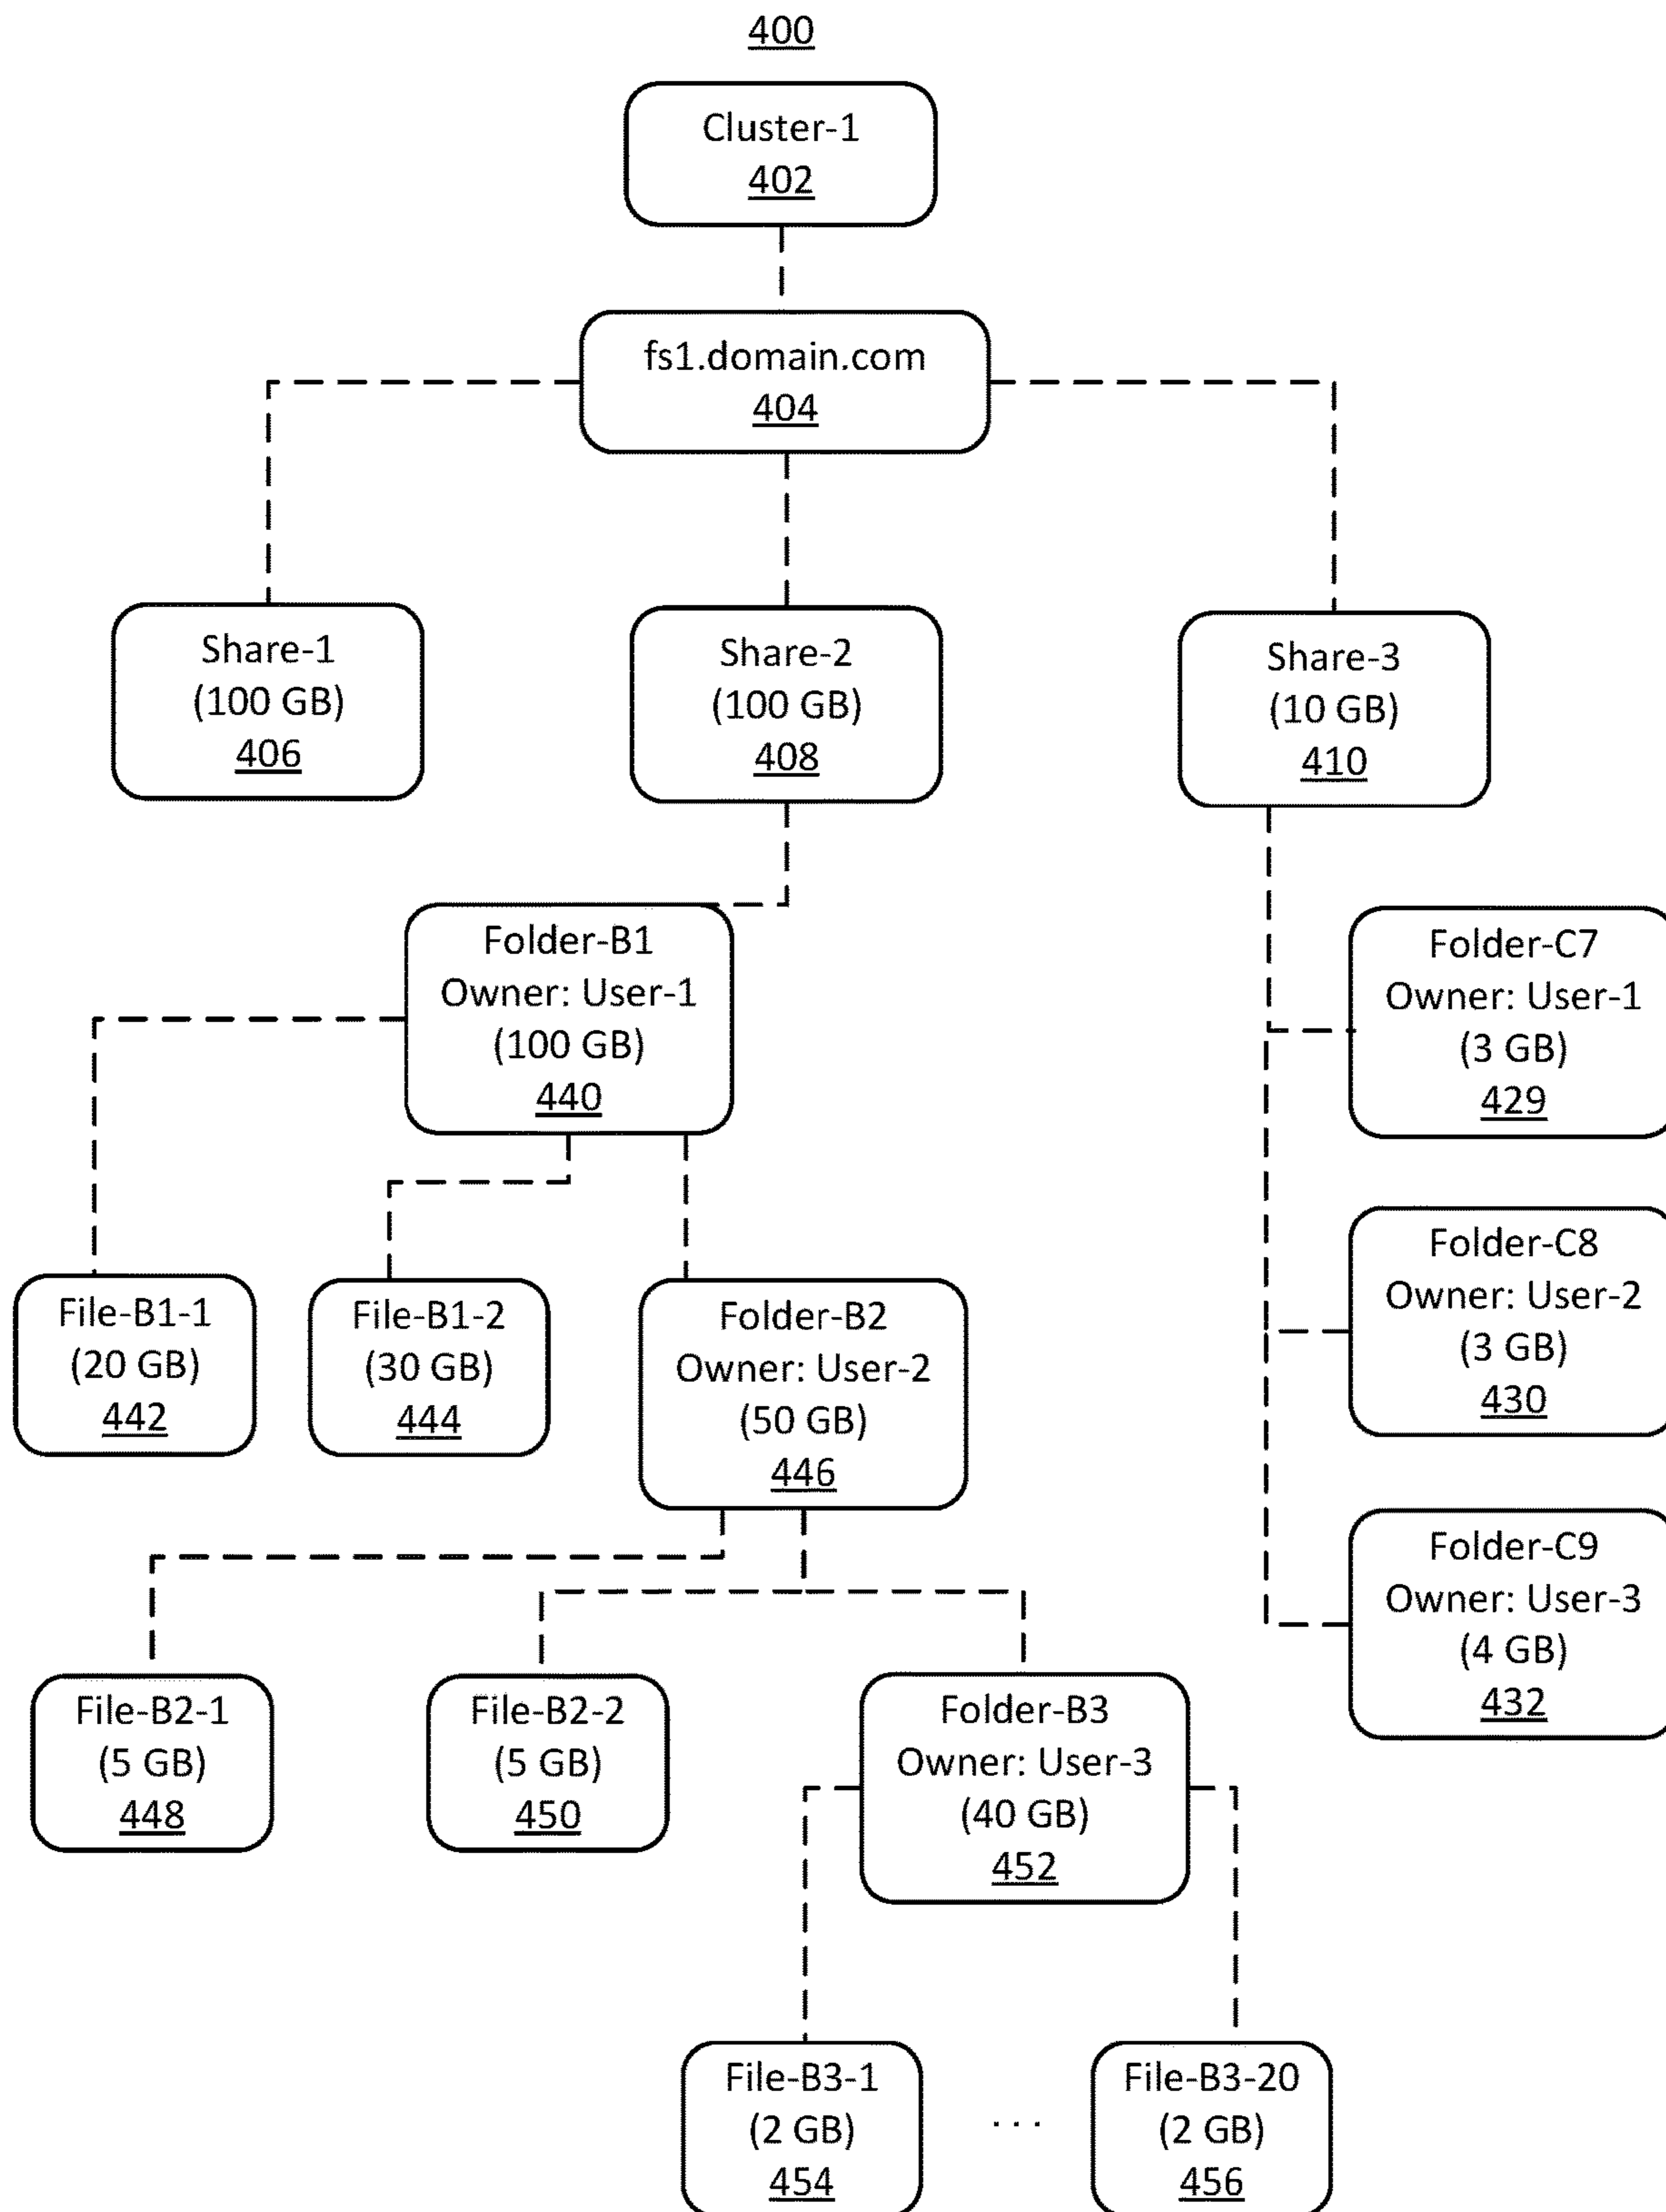 400
Cluster-1
402
fs1.domain.com
404
Share-1
(100 GB)
406
Share-2
(100 GB)
408
Share-3
(10 GB)
410
Folder-B1
Owner: User-1
(100 GB)
440
Folder-C7
Owner: User-1
(3 GB)
429
File-B1-1
(20 GB)
442
File-B1-2
(30 GB)
444
Folder-B2
Owner: User-2
(50 GB)
446
Folder-C8
Owner: User-2
(3 GB)
430
Folder-C9
Owner: User-3
(4 GB)
432
File-B2-1
(5 GB)
448
File-B2-2
(5 GB)
450
Folder-B3
Owner: User-3
(40 GB)
452
File-B3-1
(2 GB)
454
...
File-B3-20
(2 GB)
456